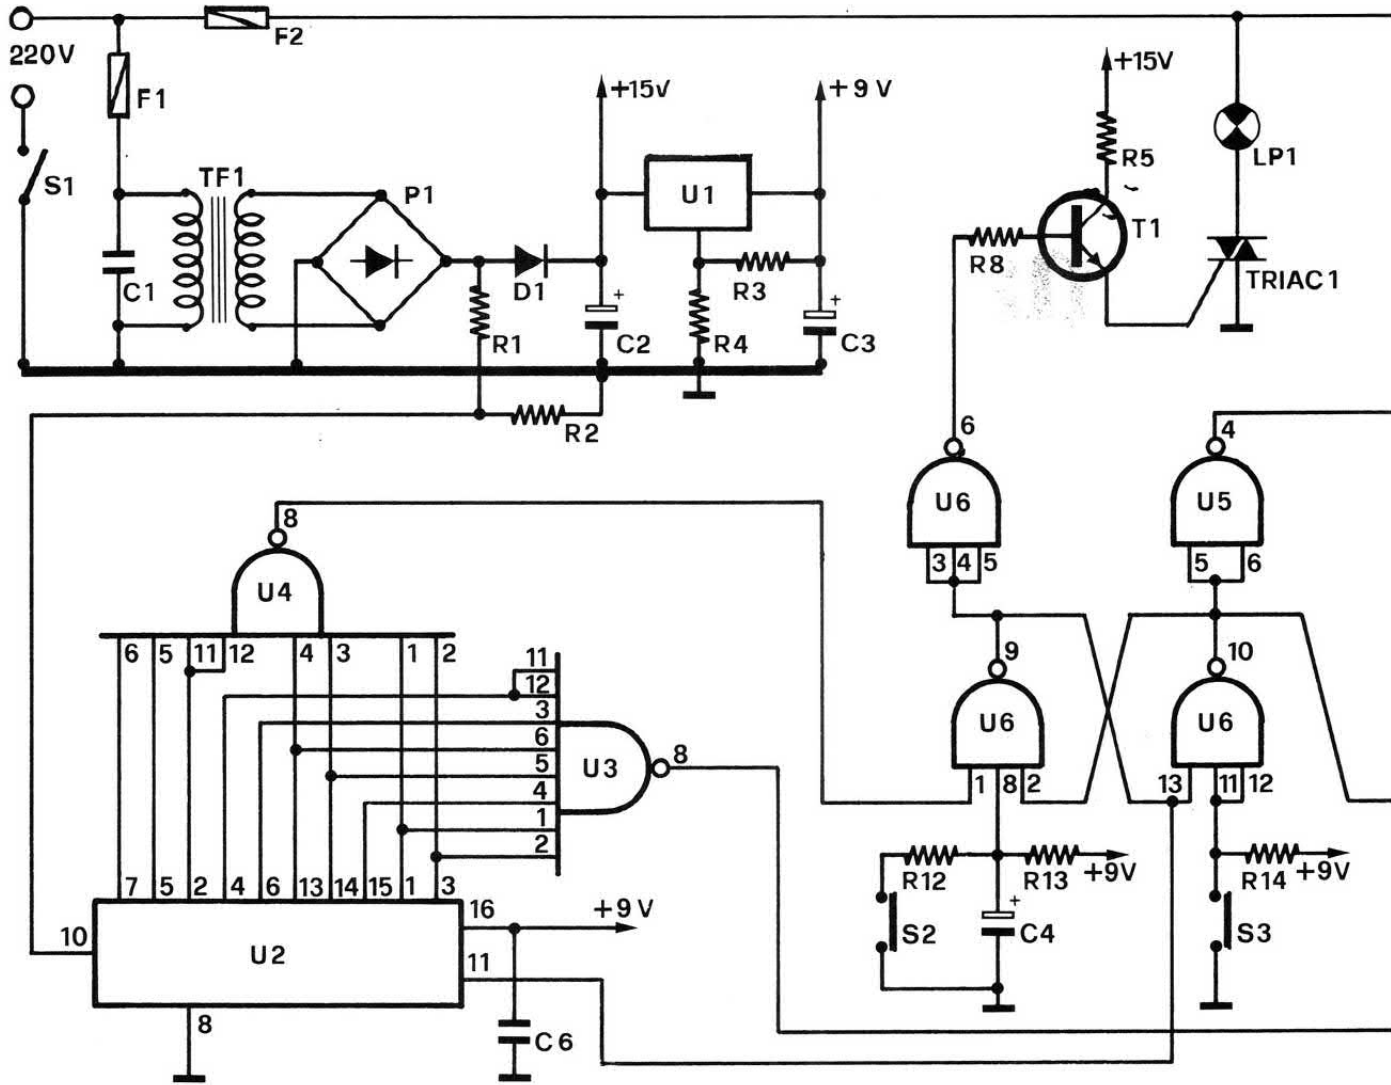 F2
220V
F1
+15V
+9V
+15V
R5
LP1
S1
TF1
P1
U1
T1
R8
C1
D1
R3
TRIAC1
+
+
R1
C2
R4
C3
R2
6
4
8
U6
U5
3 4 5
5 6
U4
6 5 11 12 4 3 1 2
9
10
11
12
3
6
5
4
1
2
U3
8
U6
U6
1 8 2
13 11 12
R12
R13
+9V
R14
+9V
7 5 2 4 6 13 14 15 1 3
16
+9V
+
10
U2
11
S2
C4
S3
8
C6